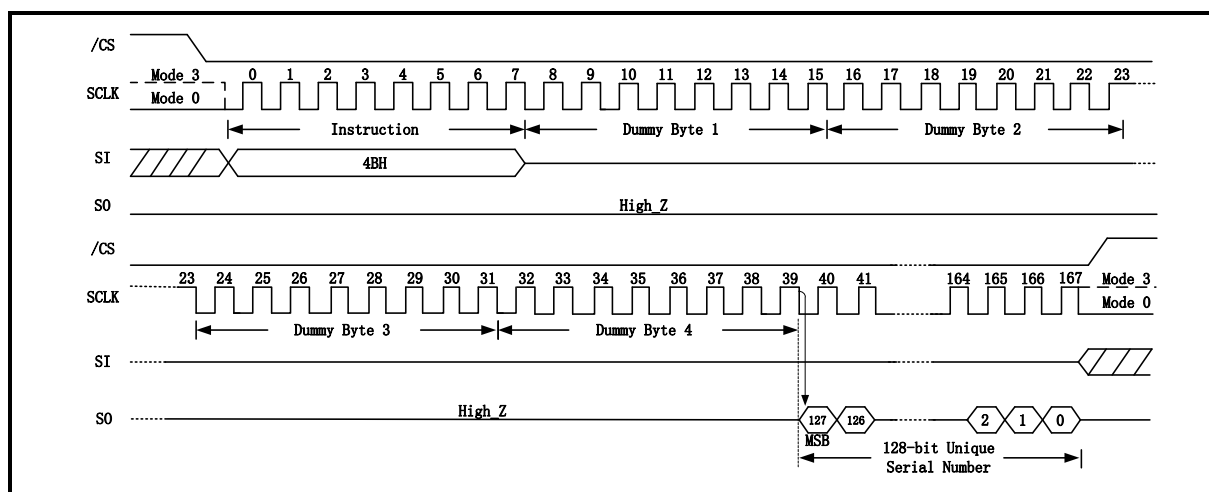 /CS
Mode 3 0 1 2 3 4 5 6 7 8 9 10 11 12 13 14 15 16 17 18 19 20 21 22 23
SCLK
Mode 0
Instruction Dummy Byte 1 Dummy Byte 2
SI
4BH
SO
High_Z
/CS
23 24 25 26 27 28 29 30 31 32 33 34 35 36 37 38 39 40 41 164 165 166 167 Mode 3
SCLK
Mode 0
Dummy Byte 3 Dummy Byte 4
SI
SO
High_Z
127 126 2 1 0
MSB
128-bit Unique
Serial Number